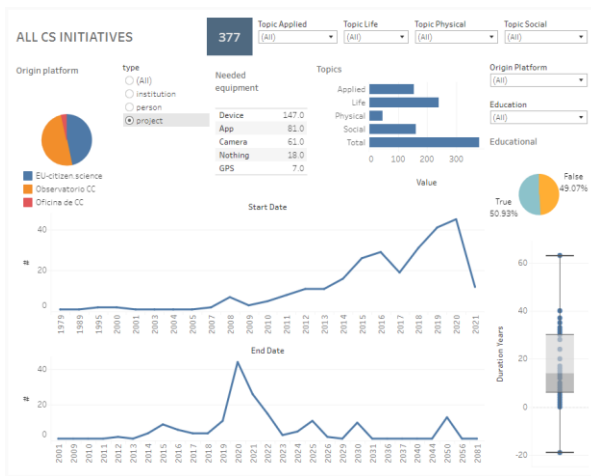 ALL CS INITIATIVES
377
Topic Applied
(All)
Topic Life
(All)
Topic Physical
(All)
Topic Social
(All)
Origin platform
EU-citizen science
Observatorio CC
Oficina de CC
type
(All)
institution
person
project
Needed
equipment
Device 147.0
App 81.0
Camera 61.0
Nothing 18.0
GPS 7.0
Topics
Applied
Life
Physical
Social
Total
0 100 200 300
Value
Origin Platform
(All)
Education
(All)
Educational
False
49.07%
True
50.93%
Start Date
#
40
20
0
1979 1989 1995 2000 2001 2003 2004 2005 2007 2008 2009 2010 2011 2012 2013 2014 2015 2016 2017 2018 2019 2020 2021
End Date
#
40
20
0
2001 2009 2011 2012 2013 2014 2015 2016 2017 2018 2019 2020 2021 2022 2023 2024 2025 2026 2029 2030 2031 2035 2036 2037 2040 2044 2050 2056 2081
Duration Years
60
40
20
0
-20